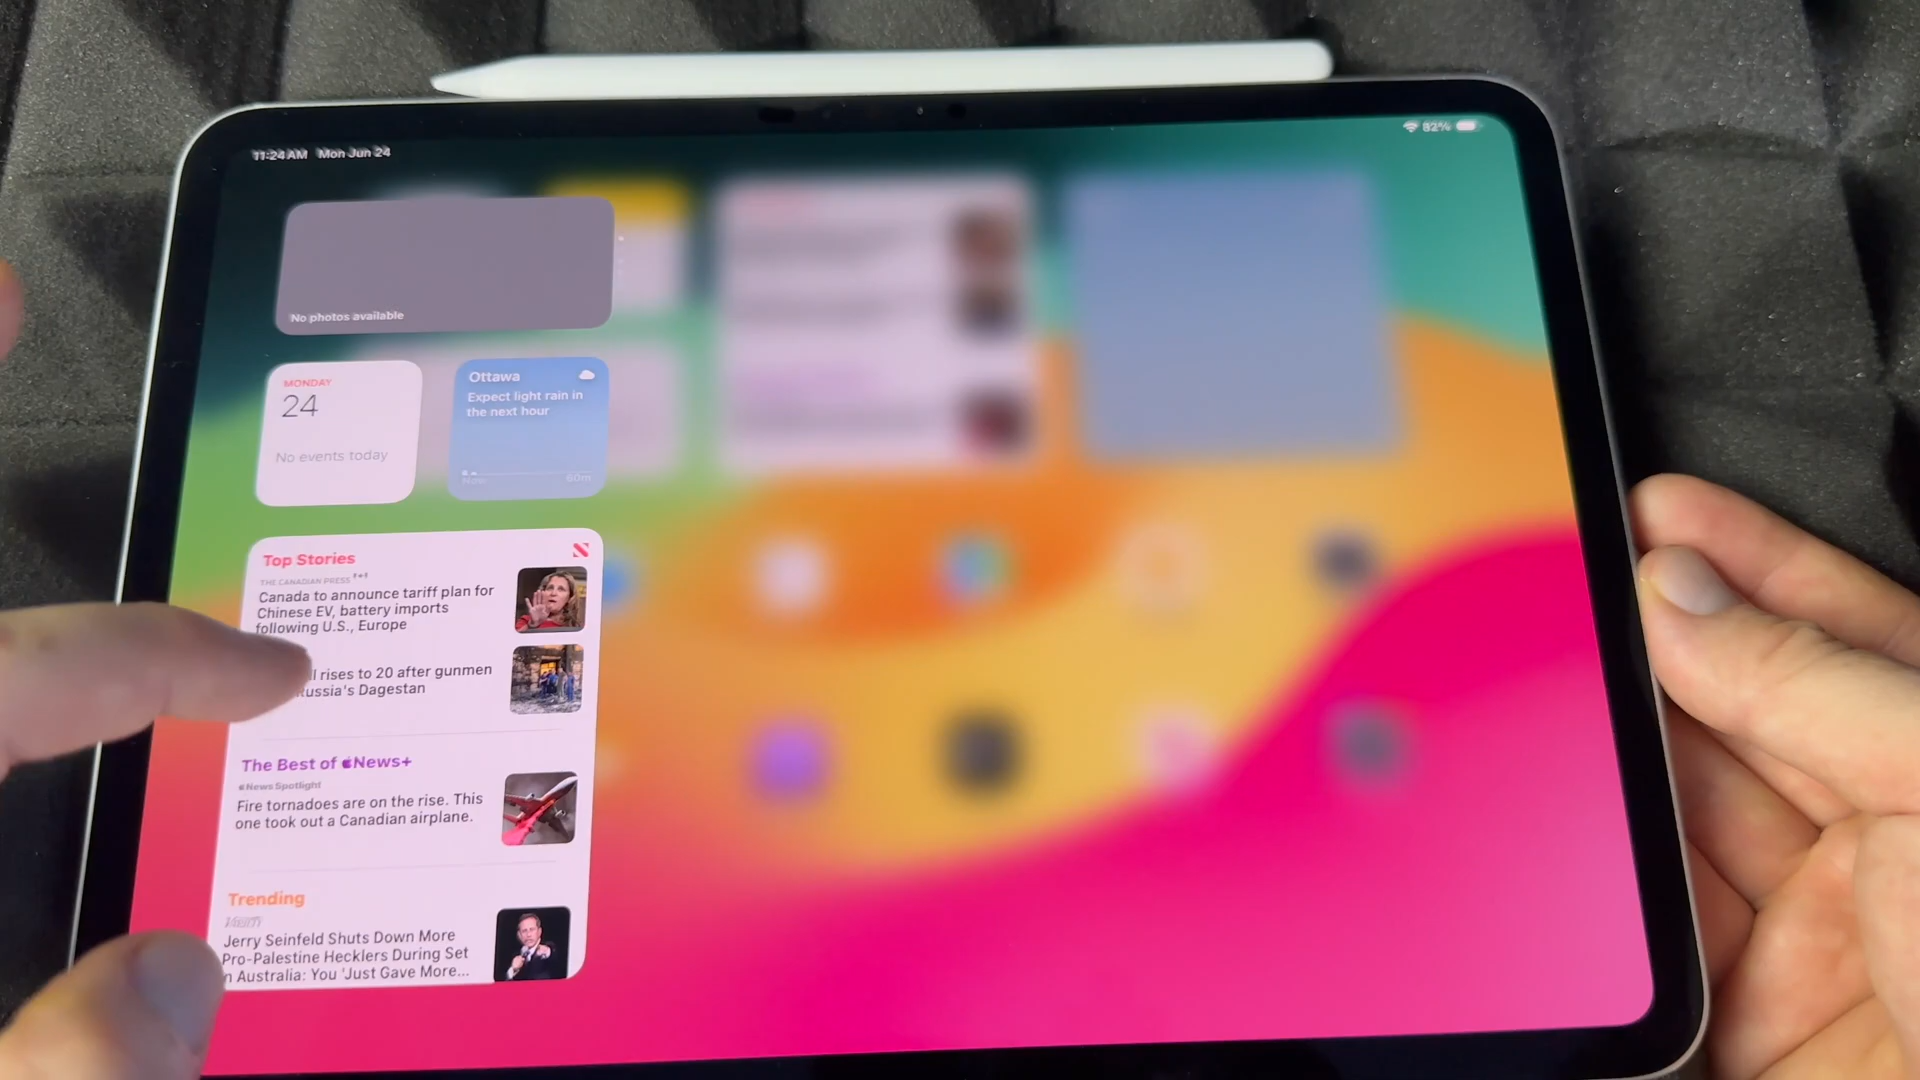 11:24 AM Mon Jun 24
82%
No photos available
MONDAY
24
No events today
Ottawa
Expect light rain in
the next hour
60m
Top Stories
THE CANADIAN PRESS
Canada to announce tariff plan for
Chinese EV, battery imports
following U.S., Europe
rises to 20 after gunmen
Russia's Dagestan
The Best of News+
News Spotlight
Fire tornadoes are on the rise. This
one took out a Canadian airplane.
Trending
VARIETY
Jerry Seinfeld Shuts Down More
Pro-Palestine Hecklers During Set
n Australia: You 'Just Gave More...